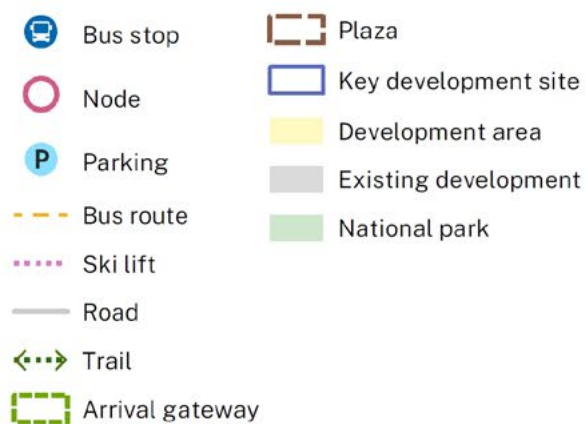 Bus stop
Node
P
Parking
Bus route
Ski lift
Road
Trail
Arrival gateway
Plaza
Key development site
Development area
Existing development
National park